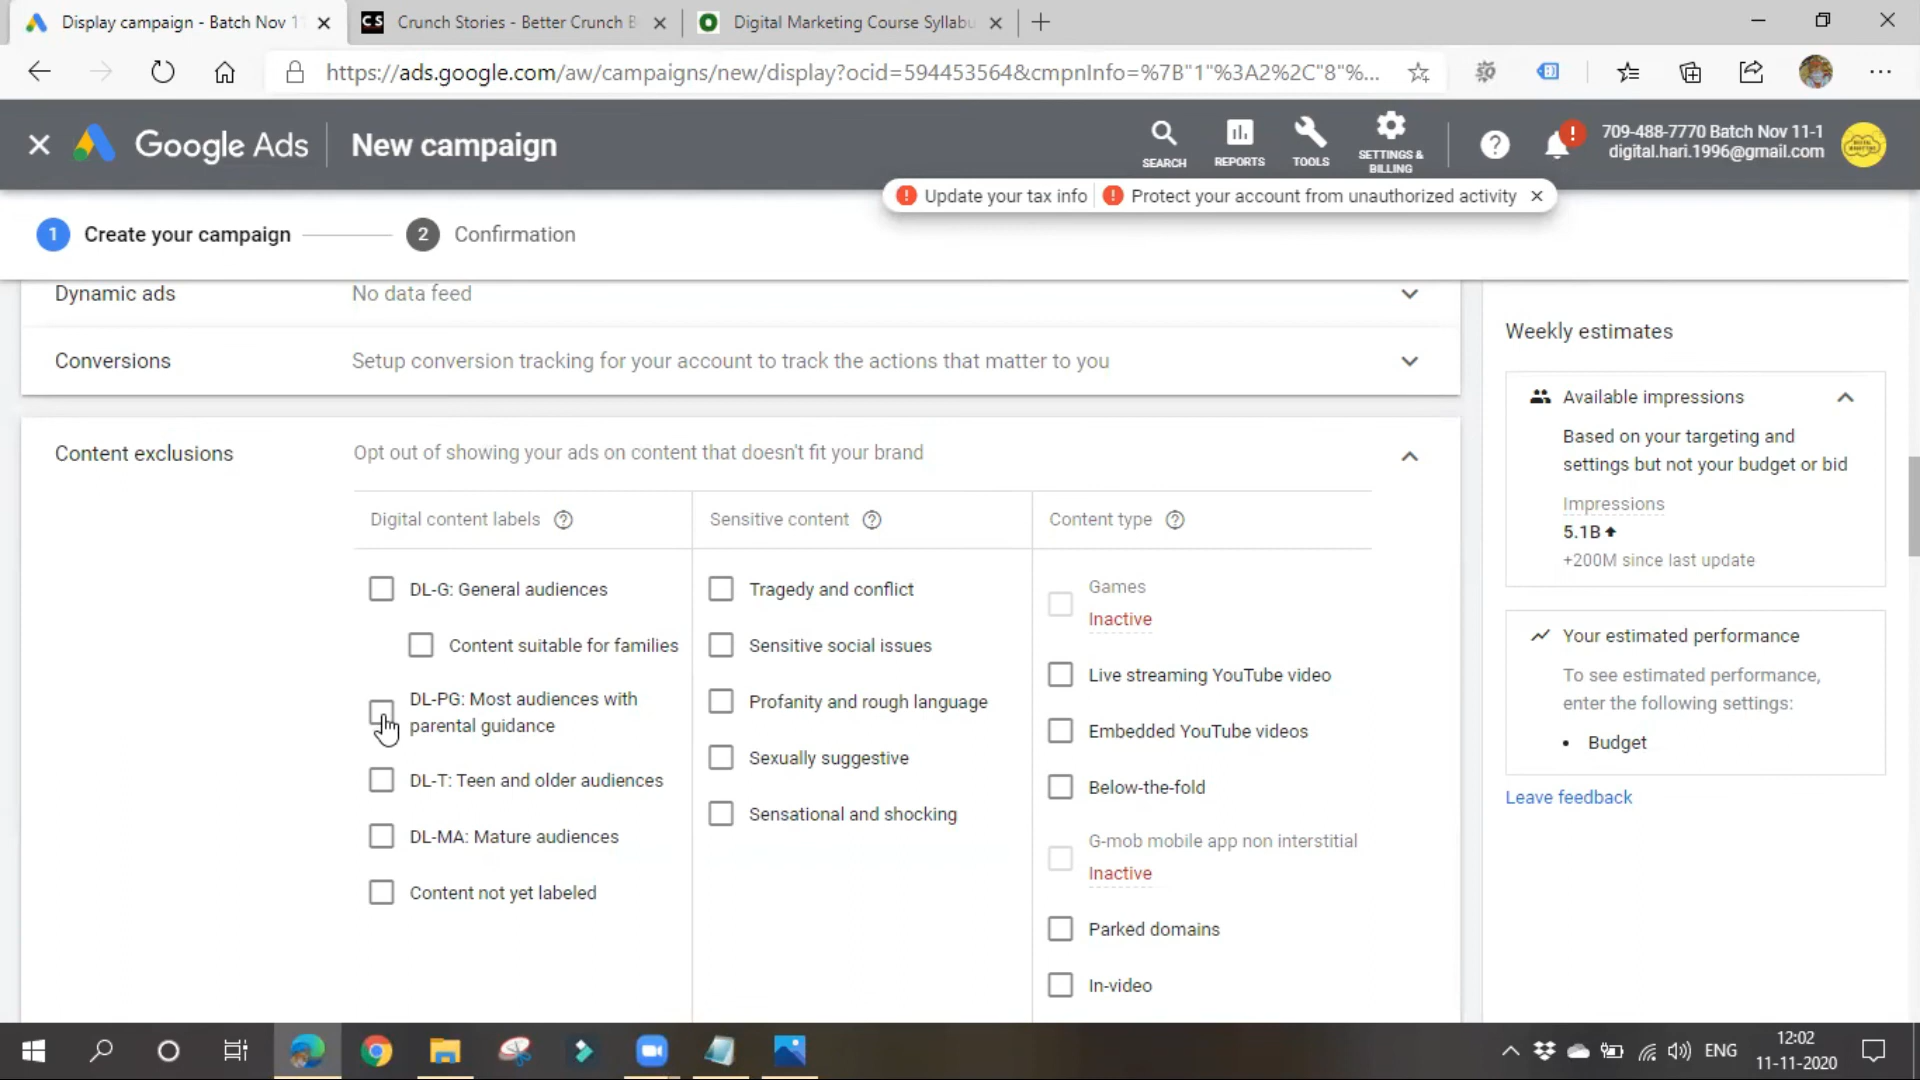 Display campaign - Batch Nov 1
Crunch Stories - Better Crunch B
Digital Marketing Course Syllabu
https://ads.google.com/aw/campaigns/new/display?ocid=594453564&cmpnInfo=%7B"1"%3A2%2C"8"%...
Google Ads
New campaign
SEARCH
REPORTS
TOOLS
SETTINGS &
BILLING
709-488-7770 Batch Nov 11-1
digital.hari.1996@gmail.com
Update your tax info
Protect your account from unauthorized activity
1 Create your campaign
2 Confirmation
Dynamic ads
No data feed
Conversions
Setup conversion tracking for your account to track the actions that matter to you
Content exclusions
Opt out of showing your ads on content that doesn't fit your brand
Digital content labels
DL-G: General audiences
Content suitable for families
DL-PG: Most audiences with
parental guidance
DL-T: Teen and older audiences
DL-MA: Mature audiences
Content not yet labeled
Sensitive content
Tragedy and conflict
Sensitive social issues
Profanity and rough language
Sexually suggestive
Sensational and shocking
Content type
Games
Inactive
Live streaming YouTube video
Embedded YouTube videos
Below-the-fold
G-mob mobile app non interstitial
Inactive
Parked domains
In-video
Weekly estimates
Available impressions
Based on your targeting and
settings but not your budget or bid
Impressions
5.1B
+200M since last update
Your estimated performance
To see estimated performance,
enter the following settings:
• Budget
Leave feedback
ENG
12:02
11-11-2020